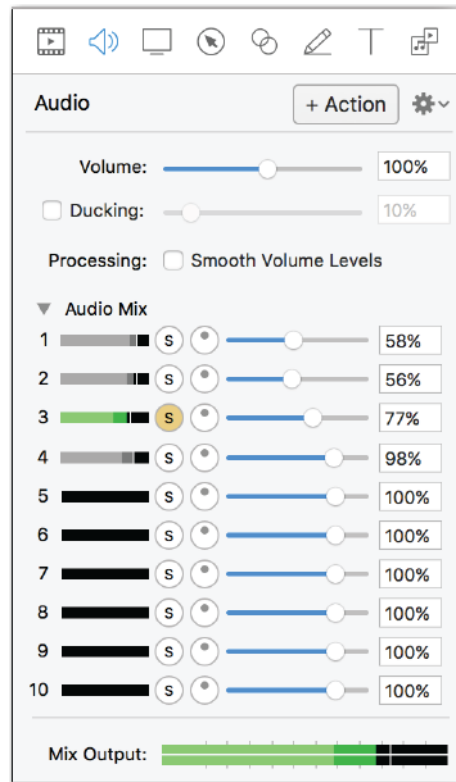 T
Audio + Action
Volume: 100%
Ducking: 10%
Processing: Smooth Volume Levels
Audio Mix
1 S 58%
2 S 56%
3 S 77%
4 S 98%
5 S 100%
6 S 100%
7 S 100%
8 S 100%
9 S 100%
10 S 100%
Mix Output: